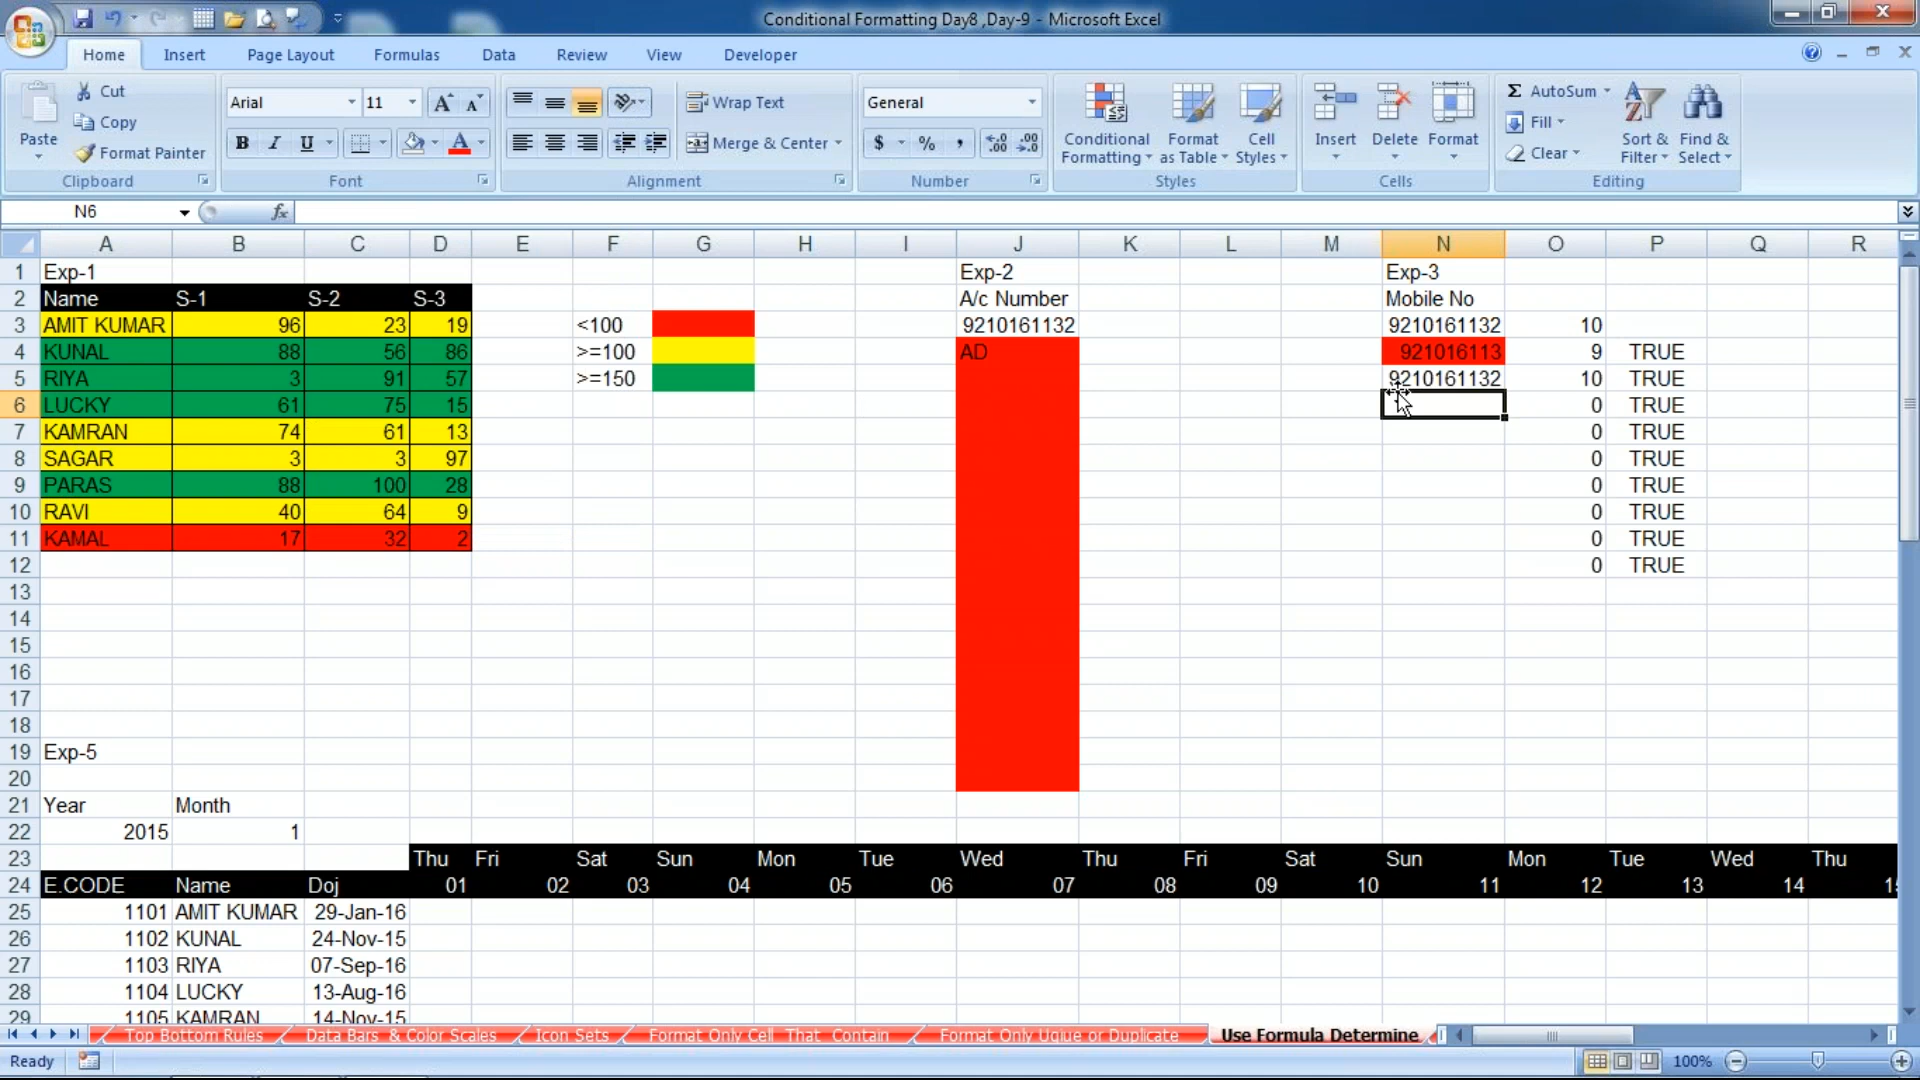 Conditional Formatting Day8 ,Day-9 - Microsoft Excel
Home Insert Page Layout Formulas Data Review View Developer
Paste Cut Copy Format Painter Clipboard
Arial 11 B I U A Font
Wrap Text Merge & Center Alignment
General $ % , Number
Conditional Formatting Format as Table Cell Styles Styles
Insert Delete Format Cells
Σ AutoSum Fill Clear Sort & Filter Find & Select Editing
N6 fx
A B C D E F G H I J K L M N O P Q R
1 Exp-1 Exp-2 Exp-3
2 Name S-1 S-2 S-3 A/c Number Mobile No
3 AMIT KUMAR 96 23 19 <100 9210161132 9210161132 10
4 KUNAL 88 56 86 >=100 AD 921016113 9 TRUE
5 RIYA 3 91 57 >=150 9210161132 10 TRUE
6 LUCKY 61 75 15 0 TRUE
7 KAMRAN 74 61 13 0 TRUE
8 SAGAR 3 3 97 0 TRUE
9 PARAS 88 100 28 0 TRUE
10 RAVI 40 64 9 0 TRUE
11 KAMAL 17 32 2 0 TRUE
12 0 TRUE
13
14
15
16
17
18
19 Exp-5
20
21 Year Month
22 2015 1
23 Thu Fri Sat Sun Mon Tue Wed Thu Fri Sat Sun Mon Tue Wed Thu
24 E.CODE Name Doj 01 02 03 04 05 06 07 08 09 10 11 12 13 14
25 1101 AMIT KUMAR 29-Jan-16
26 1102 KUNAL 24-Nov-15
27 1103 RIYA 07-Sep-16
28 1104 LUCKY 13-Aug-16
29 1105 KAMRAN 14-Nov-15
Top Bottom Rules Data Bars & Color Scales Icon Sets Format Only Cell That Contain Format Only Uqiue or Duplicate Use Formula Determine
Ready 100%